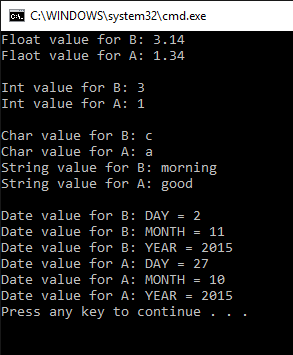 C:\WINDOWS\system32\cmd.exe
Float value for B: 3.14
Flaot value for A: 1.34
Int value for B: 3
Int value for A: 1
Char value for B: c
Char value for A: a
String value for B: morning
String value for A: good
Date value for B: DAY = 2
Date value for B: MONTH = 11
Date value for B: YEAR = 2015
Date value for A: DAY = 27
Date value for A: MONTH = 10
Date value for A: YEAR = 2015
Press any key to continue . . .